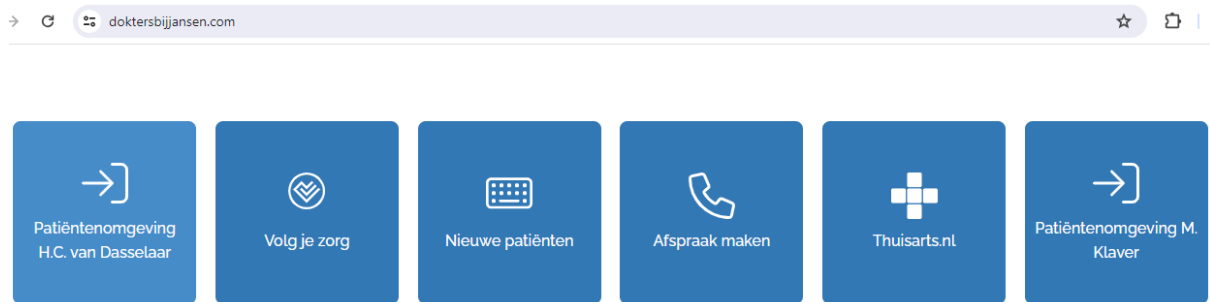 doktersbijjansen.com
Patiëntenomgeving
H.C. van Dasselaar
Volg je zorg
Nieuwe patiënten
Afspraak maken
Thuisarts.nl
Patiëntenomgeving M.
Klaver